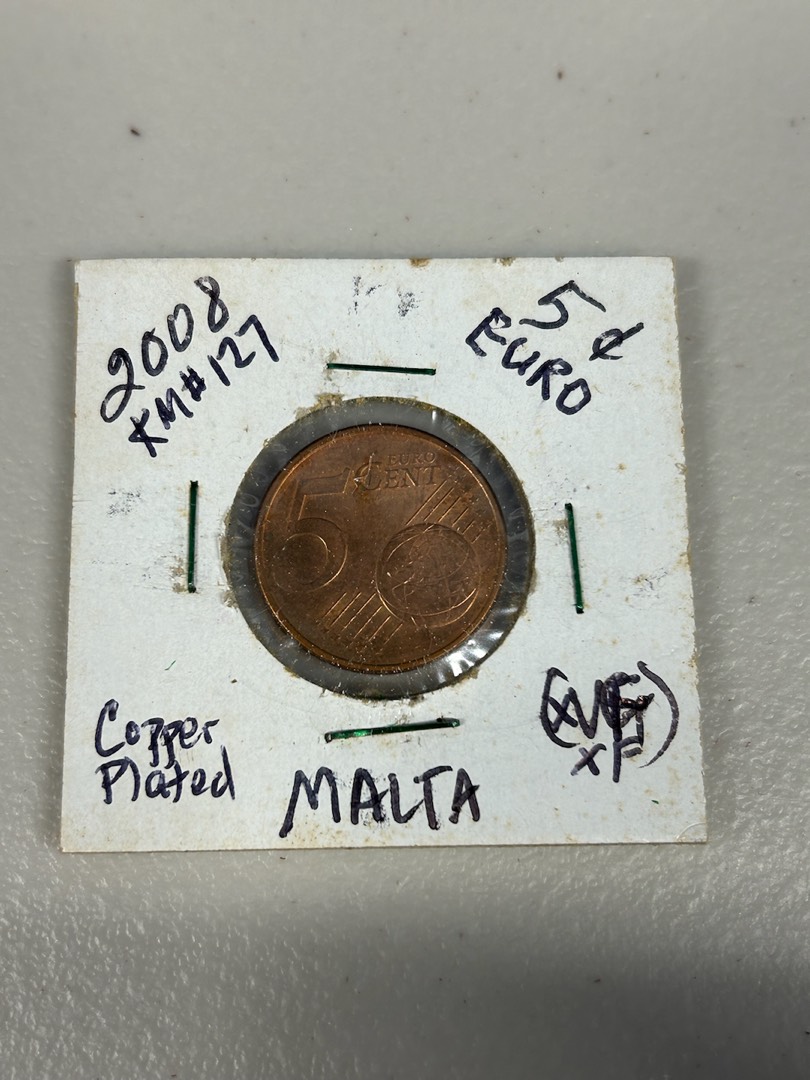 2008
KM#127
5¢
EURO
5 EURO
CENT
Copper
Plated
MALTA
XF